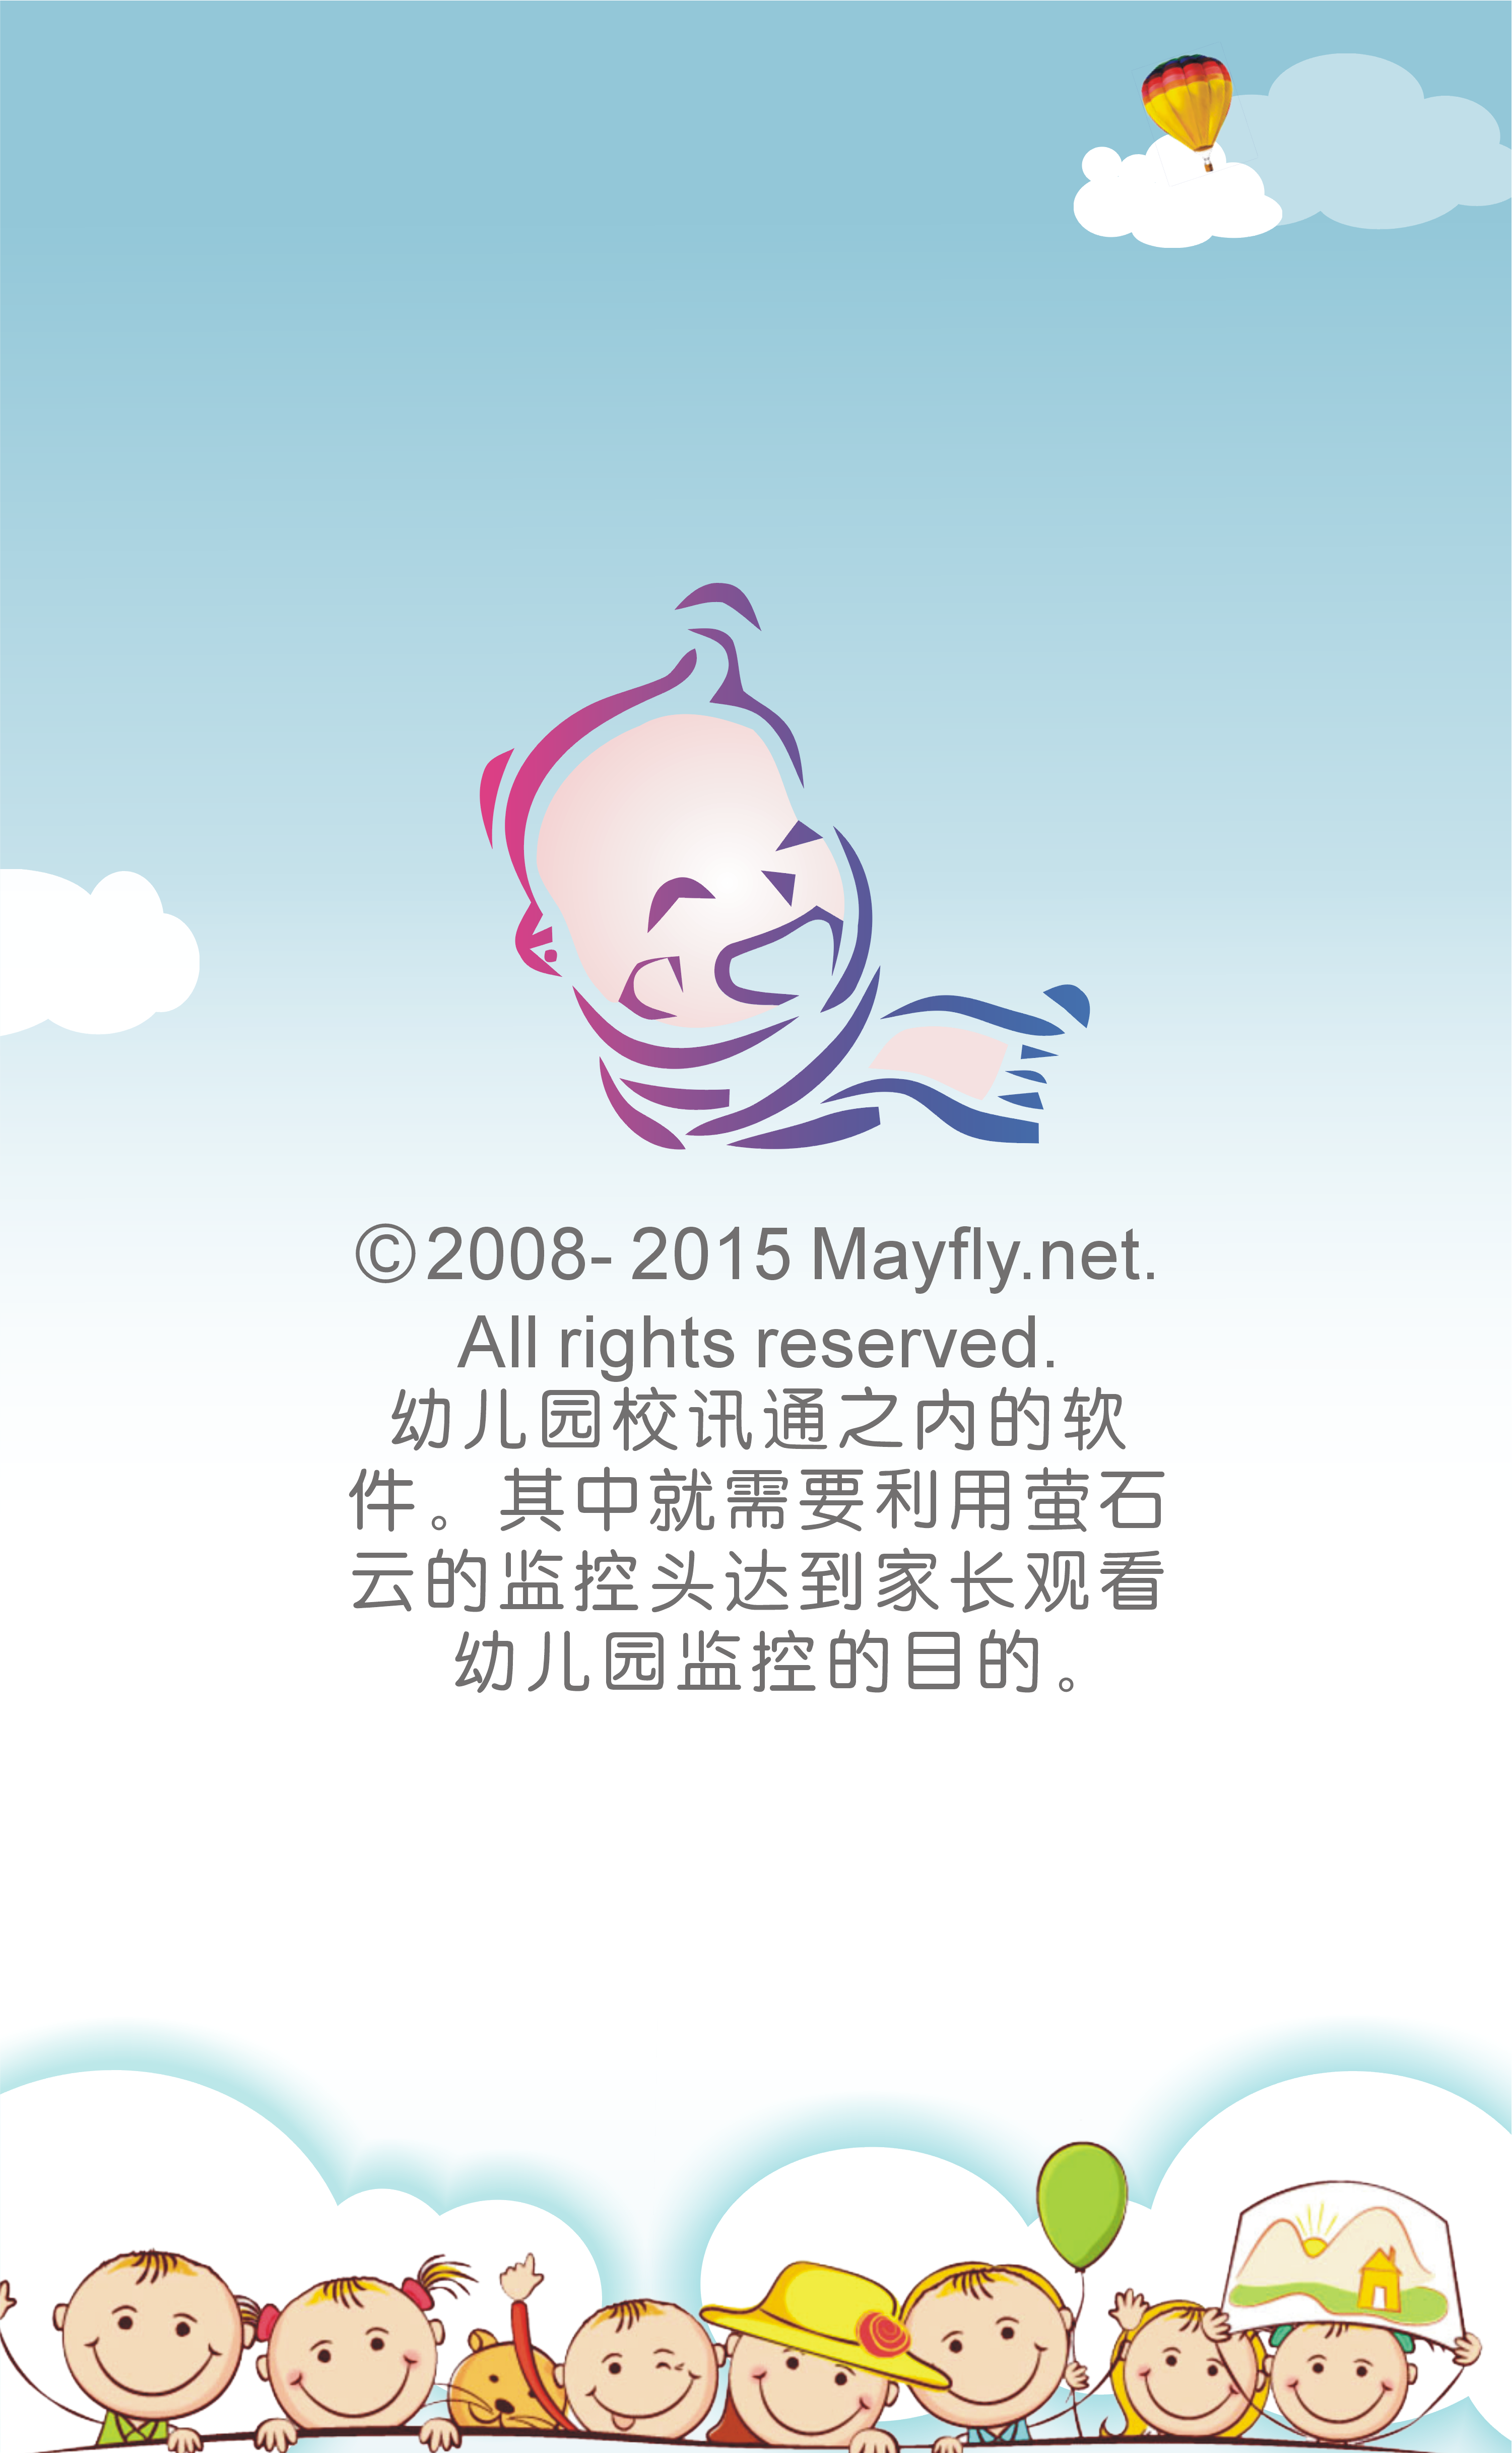 ©2008- 2015 Mayfly.net.
All rights reserved.
幼儿园校讯通之内的软
件。其中就需要利用萤石
云的监控头达到家长观看
幼儿园监控的目的。